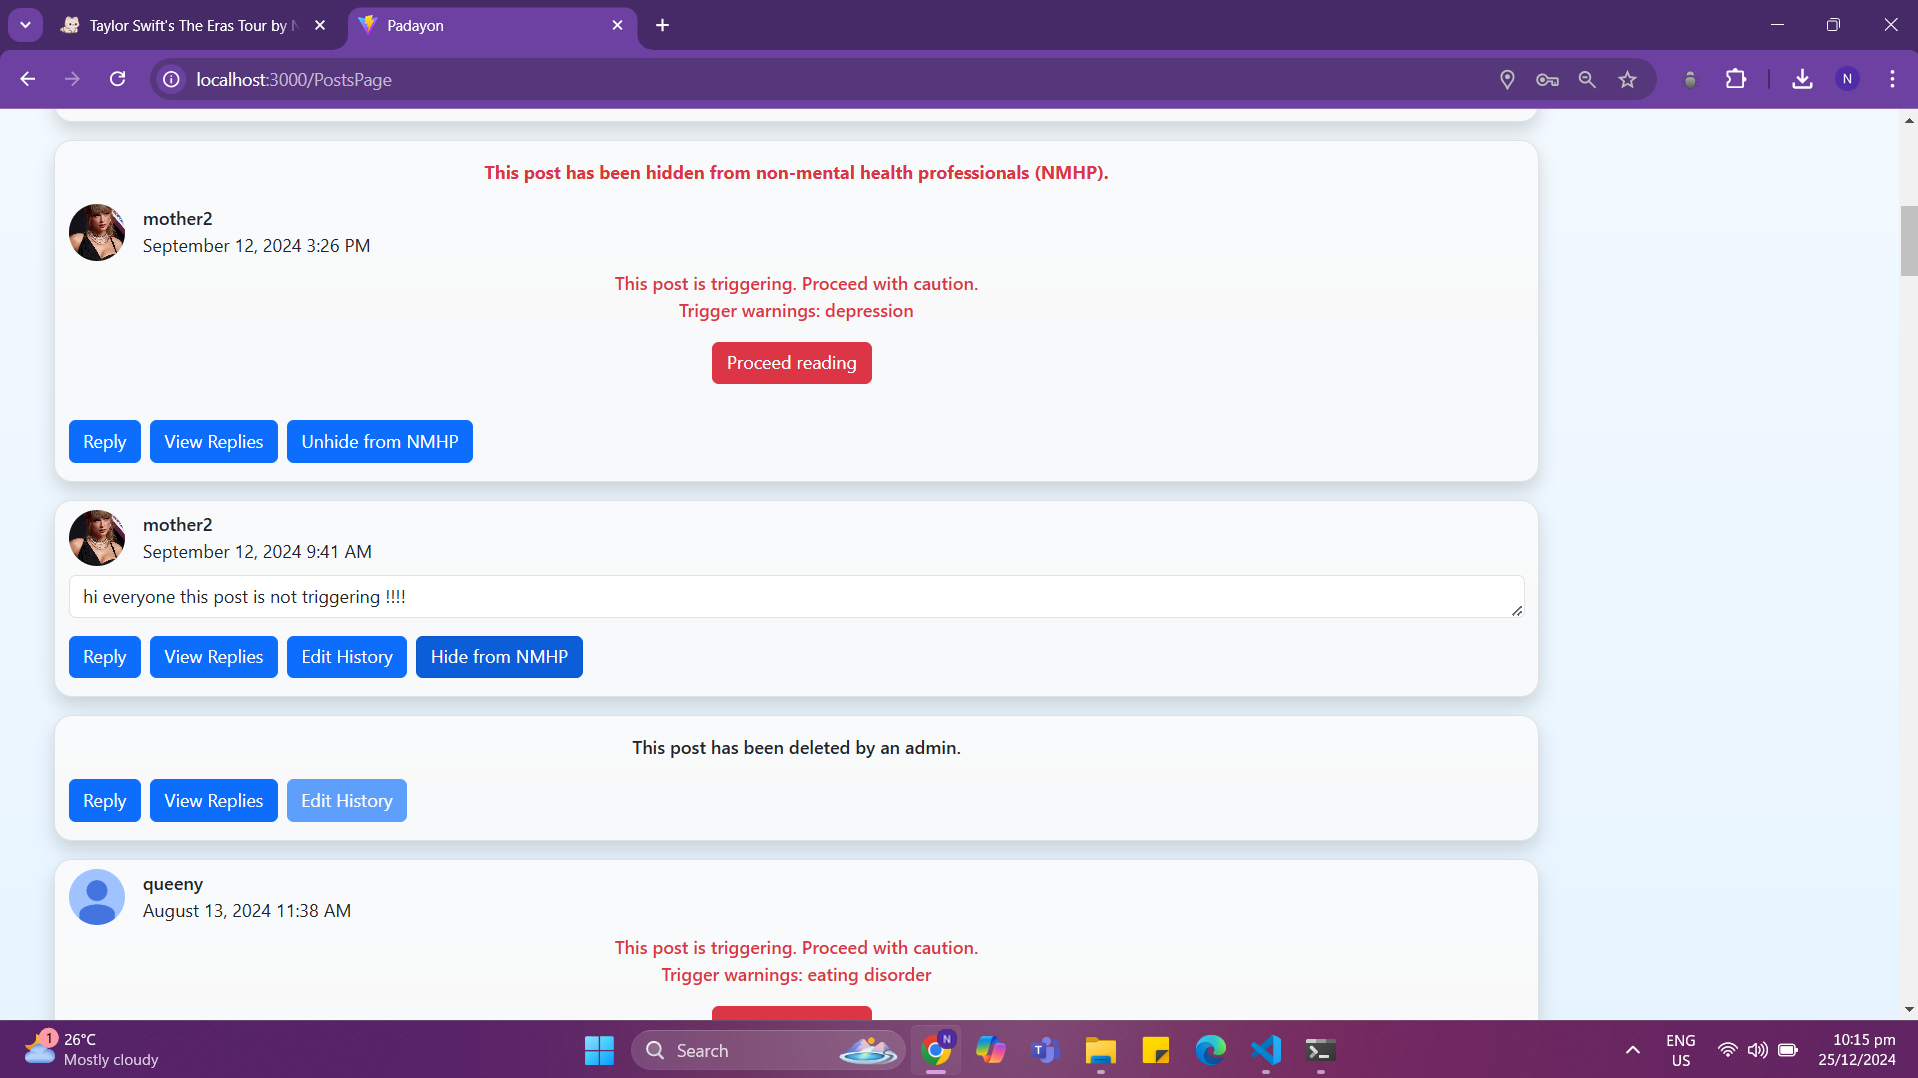 Taylor Swift's The Eras Tour by
Padayon
localhost:3000/PostsPage
N
This post has been hidden from non-mental health professionals (NMHP).
mother2
September 12, 2024 3:26 PM
This post is triggering. Proceed with caution.
Trigger warnings: depression
Proceed reading
Reply View Replies Unhide from NMHP
mother2
September 12, 2024 9:41 AM
hi everyone this post is not triggering !!!!
Reply View Replies Edit History Hide from NMHP
This post has been deleted by an admin.
Reply View Replies Edit History
queeny
August 13, 2024 11:38 AM
This post is triggering. Proceed with caution.
Trigger warnings: eating disorder
1
26°C
Mostly cloudy
Search
N
ENG
US
10:15 pm
25/12/2024